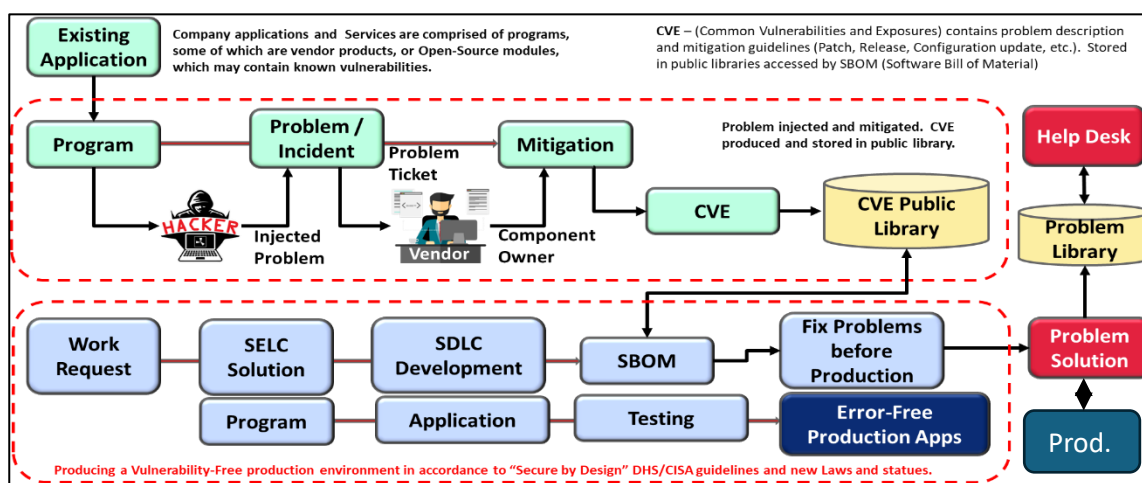 Existing
Application
Company applications and Services are comprised of programs,
some of which are vendor products, or Open-Source modules,
which may contain known vulnerabilities.
CVE – (Common Vulnerabilities and Exposures) contains problem description
and mitigation guidelines (Patch, Release, Configuration update, etc.). Stored
in public libraries accessed by SBOM (Software Bill of Material)
Program
Problem /
Incident
Problem
Ticket
Mitigation
Problem injected and mitigated. CVE
produced and stored in public library.
Help Desk
HACKER
Injected
Problem
Vendor
Component
Owner
CVE
CVE Public
Library
Problem
Library
Work
Request
SELC
Solution
SDLC
Development
SBOM
Fix Problems
before
Production
Problem
Solution
Program
Application
Testing
Error-Free
Production Apps
Prod.
Producing a Vulnerability-Free production environment in accordance to “Secure by Design” DHS/CISA guidelines and new Laws and statues.